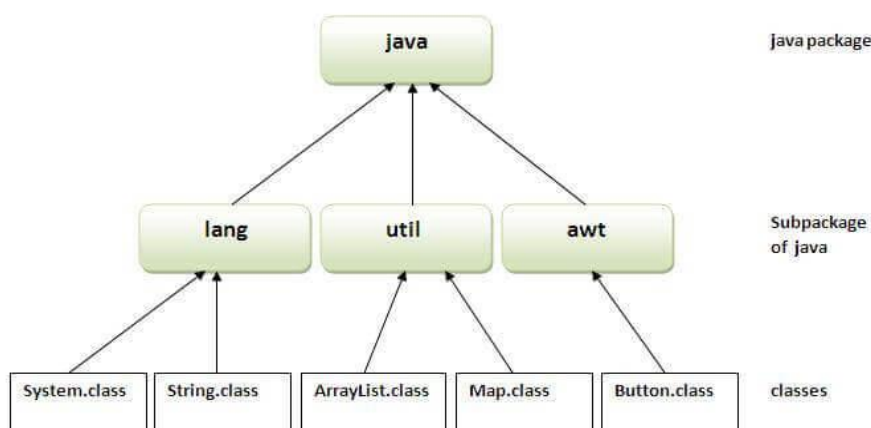 java
java package
lang
util
awt
Subpackage
of java
System.class
String.class
ArrayList.class
Map.class
Button.class
classes